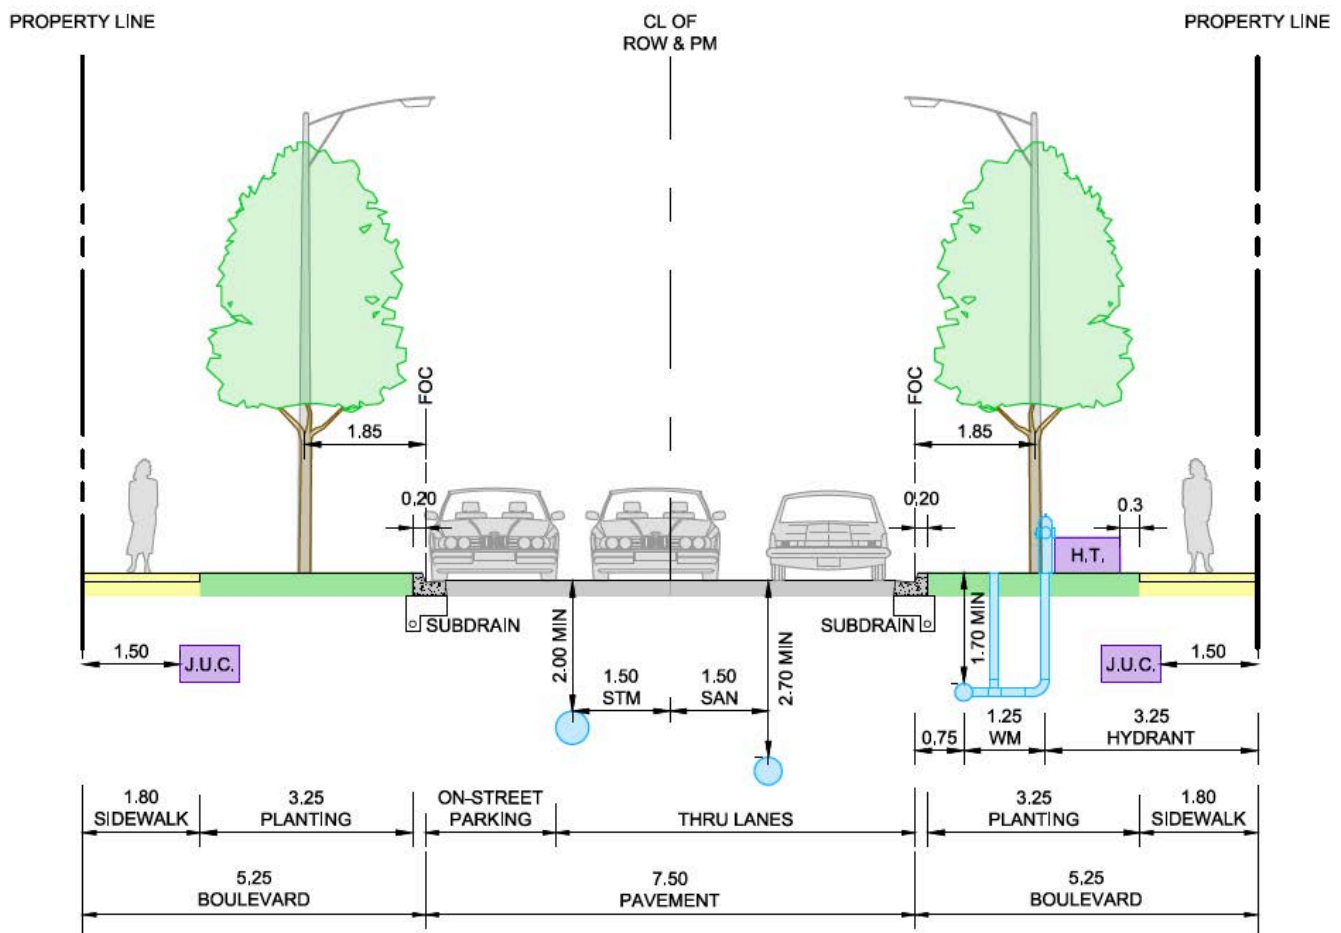 PROPERTY LINE
CL OF
ROW & PM
PROPERTY LINE
FOC
FOC
1.85
1.85
0.20
0.20
0.3
H.T.
SUBDRAIN
SUBDRAIN
2.00 MIN
2.70 MIN
1.70 MIN
1.50
J.U.C.
1.50
STM
1.50
SAN
J.U.C.
1.50
0.75
1.25
WM
3.25
HYDRANT
1.80
SIDEWALK
3.25
PLANTING
ON-STREET
PARKING
THRU LANES
3.25
PLANTING
1.80
SIDEWALK
5.25
BOULEVARD
7.50
PAVEMENT
5.25
BOULEVARD